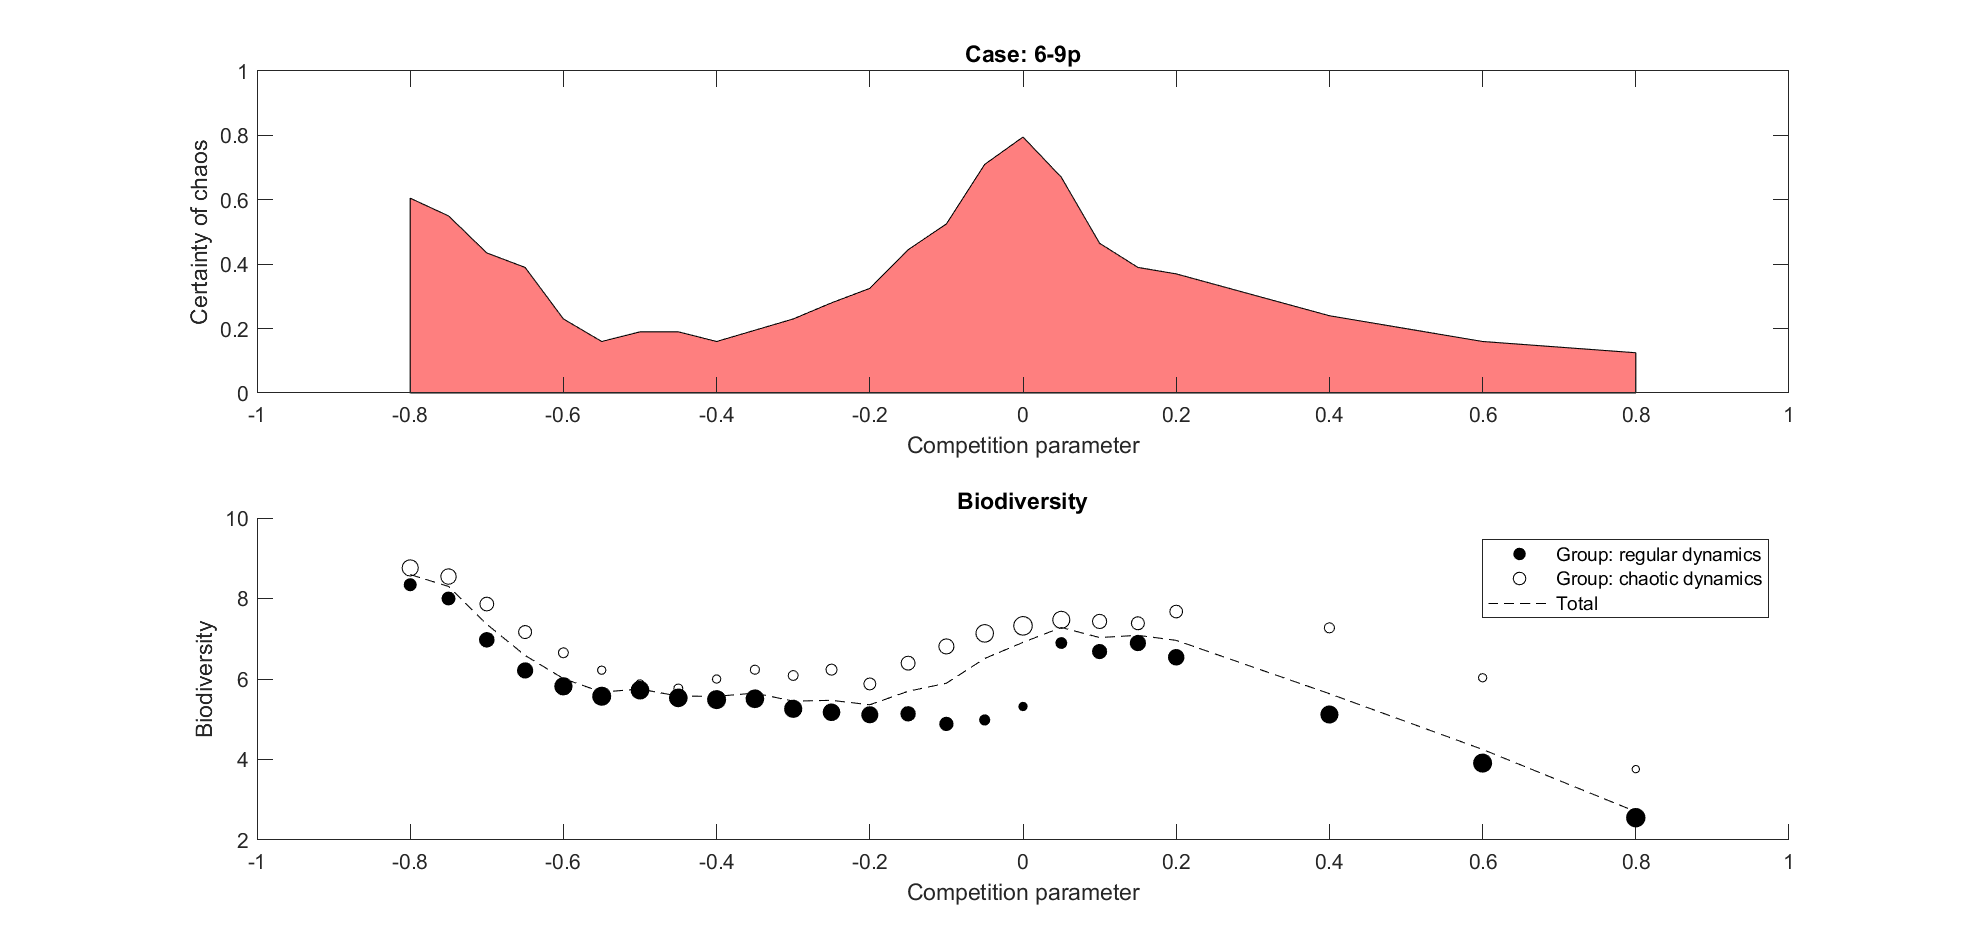 Case: 6-9p
1
0.8
0.6
0.4
0.2
0
Certainty of chaos
-1 -0.8 -0.6 -0.4 -0.2 0 0.2 0.4 0.6 0.8 1
Competition parameter
Biodiversity
10
8
6
4
2
Biodiversity
Group: regular dynamics
Group: chaotic dynamics
Total
-1 -0.8 -0.6 -0.4 -0.2 0 0.2 0.4 0.6 0.8 1
Competition parameter